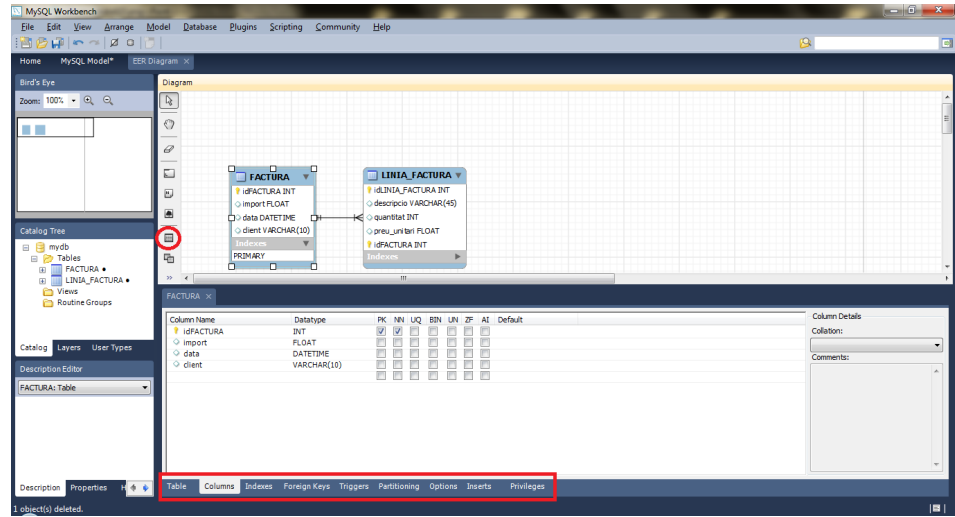 MySQL Workbench
File Edit View Arrange Model Database Plugins Scripting Community Help
Home MySQL Model* EER Diagram ×
Bird's Eye
Zoom: 100%
Diagram
FACTURA
idFACTURA INT
import FLOAT
data DATETIME
client VARCHAR(10)
Indexes
PRIMARY
LINIA_FACTURA
idLINIA_FACTURA INT
descripcio VARCHAR(45)
quantitat INT
preu_unitari FLOAT
idFACTURA INT
Indexes
Catalog Tree
mydb
Tables
FACTURA •
LINIA_FACTURA •
Views
Routine Groups
Catalog Layers User Types
Description Editor
FACTURA: Table
Description Properties H
FACTURA ×
Column Name Datatype PK NN UQ BIN UN ZF AI Default
idFACTURA INT
import FLOAT
data DATETIME
client VARCHAR(10)
Column Details
Collation:
Comments:
Table Columns Indexes Foreign Keys Triggers Partitioning Options Inserts Privileges
1 object(s) deleted.